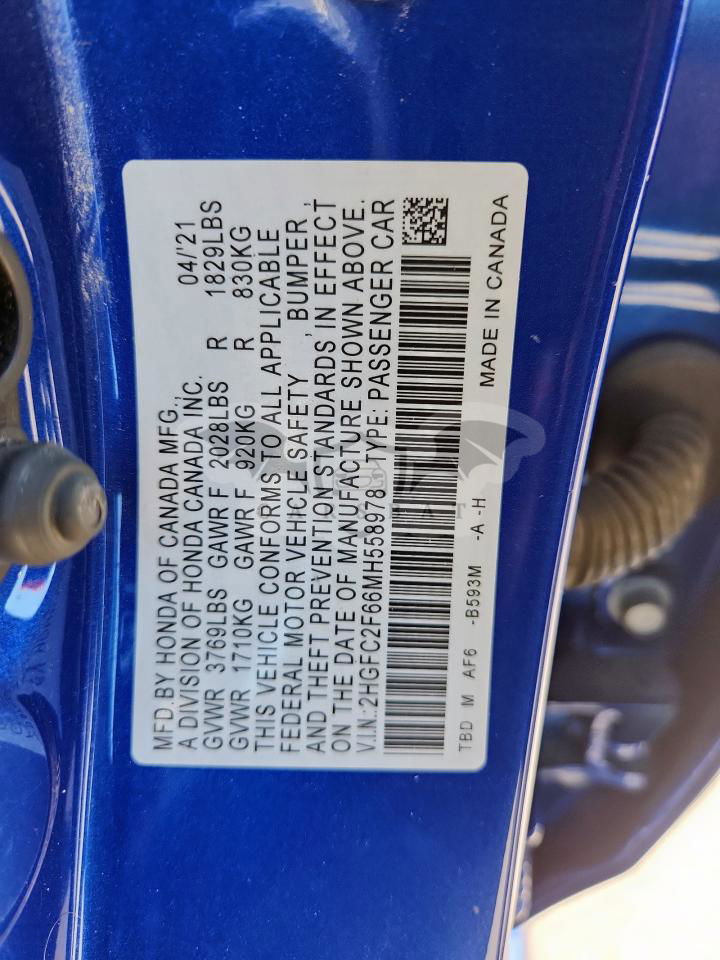 MFD.BY HONDA OF CANADA MFG., 04/'21
A DIVISION OF HONDA CANADA INC.
GVWR 3769LBS GAWR F 2028LBS R 1829LBS
GVWR 1710KG GAWR F 920KG R 830KG
THIS VEHICLE CONFORMS TO ALL APPLICABLE
FEDERAL MOTOR VEHICLE SAFETY , BUMPER ,
AND THEFT PREVENTION STANDARDS IN EFFECT
ON THE DATE OF MANUFACTURE SHOWN ABOVE.
V.I.N.:2HGFC2F66MH558978 TYPE: PASSENGER CAR
TBD M AF6 -B593M -A -H MADE IN CANADA